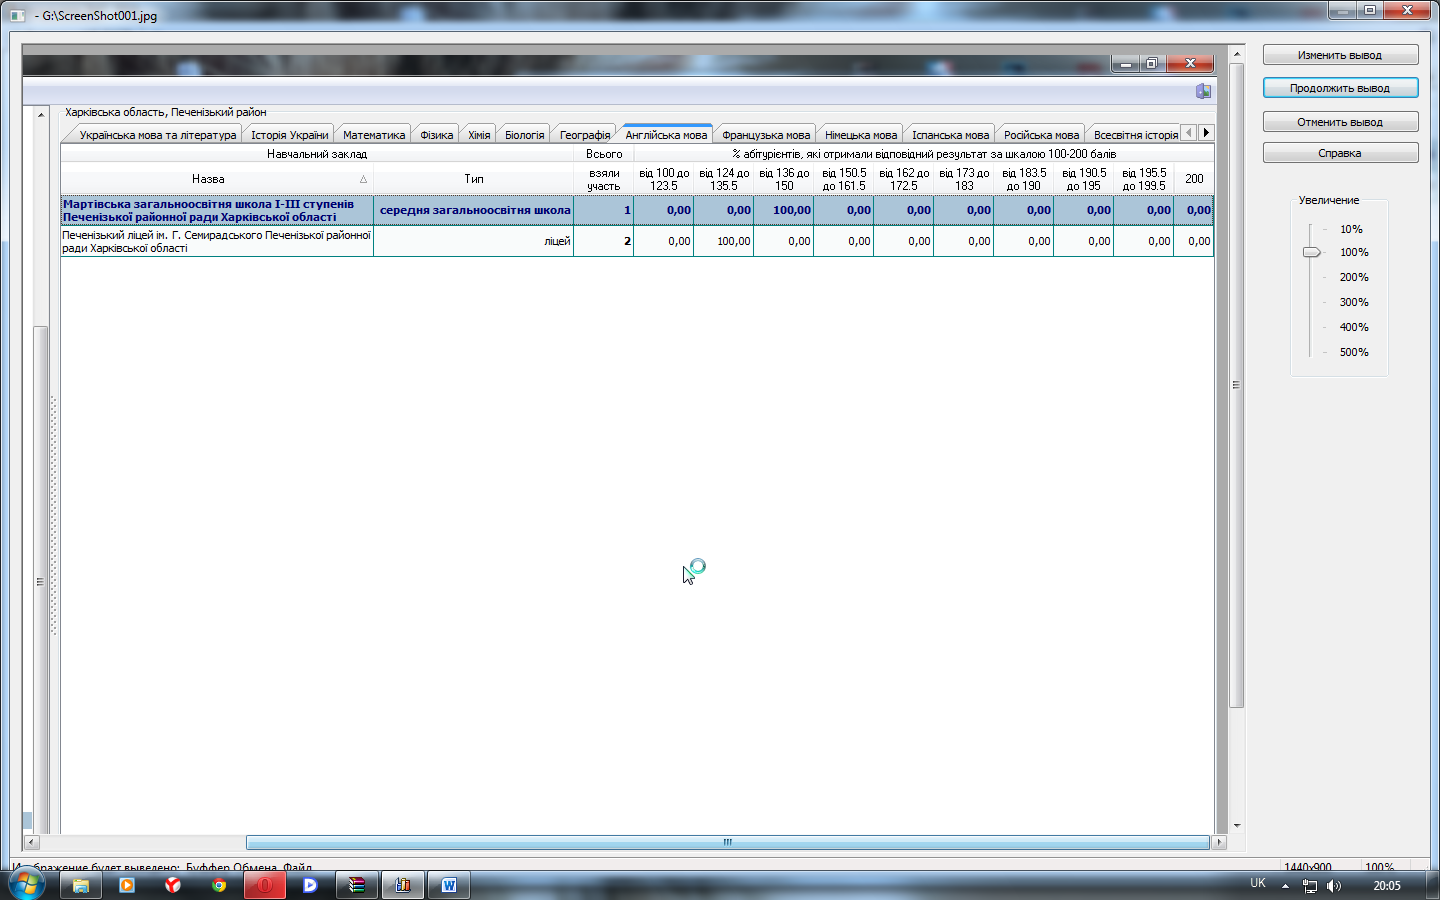 - G:\ScreenShot001.jpg
Изменить вывод
Продолжить вывод
Отменить вывод
Справка
Увеличение
10%
100%
200%
300%
400%
500%
Харківська область, Печенізький район
Українська мова та література Історія України Математика Фізика Хімія Біологія Географія Англійська мова Французька мова Німецька мова Іспанська мова Російська мова Всесвітня історія
Навчальний заклад Всього % абітурієнтів, які отримали відповідний результат за шкалою 100-200 балів
Назва Тип взяли участь від 100 до 123.5 від 124 до 135.5 від 136 до 150 від 150.5 до 161.5 від 162 до 172.5 від 173 до 183 від 183.5 до 190 від 190.5 до 195 від 195.5 до 199.5 200
Мартівська загальноосвітня школа І-ІІІ ступенів
Печенізької районної ради Харківської області середня загальноосвітня школа 1 0,00 0,00 100,00 0,00 0,00 0,00 0,00 0,00 0,00 0,00
Печенізький ліцей ім. Г. Семирадського Печенізької районної
ради Харківської області ліцей 2 0,00 100,00 0,00 0,00 0,00 0,00 0,00 0,00 0,00 0,00
Изображение будет выведено: Буффер Обмена, Файл
1440x900 100%
UK 20:05